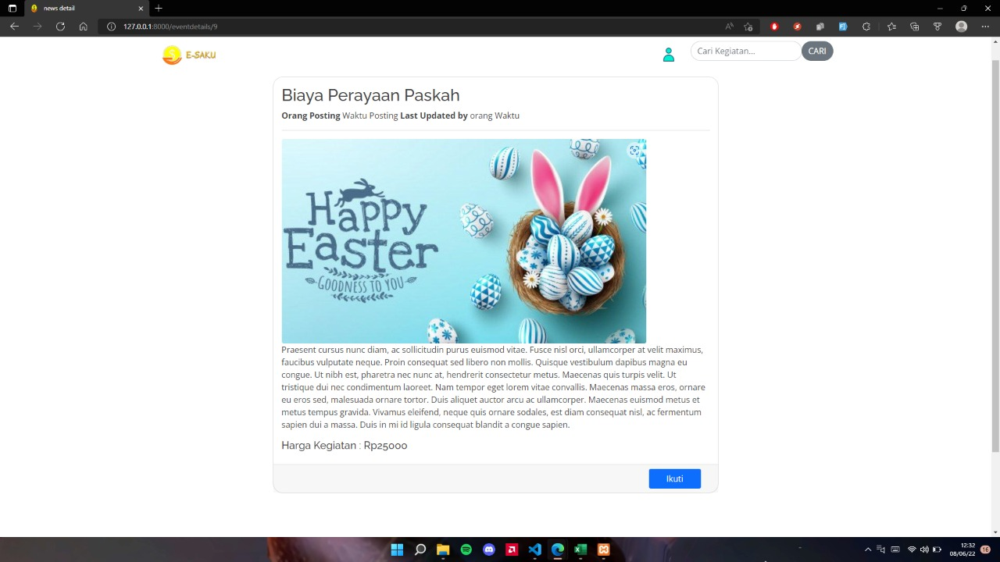 news detail
127.0.0.1:8000/eventdetails/9
E-SAKU
Cari Kegiatan...
CARI
Biaya Perayaan Paskah
Orang Posting Waktu Posting Last Updated by orang Waktu
Happy
Easter
GOODNESS TO YOU
Praesent cursus nunc diam, ac sollicitudin purus euismod vitae. Fusce nisl orci, ullamcorper at velit maximus,
faucibus vulputate neque. Proin consequat sed libero non mollis. Quisque vestibulum dapibus magna eu
congue. Ut nibh est, pharetra nec nunc at, hendrerit consectetur metus. Maecenas quis turpis velit. Ut
tristique dui nec condimentum laoreet. Nam tempor eget lorem vitae convallis. Maecenas massa eros, ornare
eu eros sed, malesuada ornare tortor. Duis aliquet auctor arcu ac ullamcorper. Maecenas euismod metus et
metus tempus gravida. Vivamus eleifend, neque quis ornare sodales, est diam consequat nisl, ac fermentum
sapien dui a massa. Duis in mi id ligula consequat blandit a congue sapien.
Harga Kegiatan : Rp25000
Ikuti
12:32
08/06/22
16